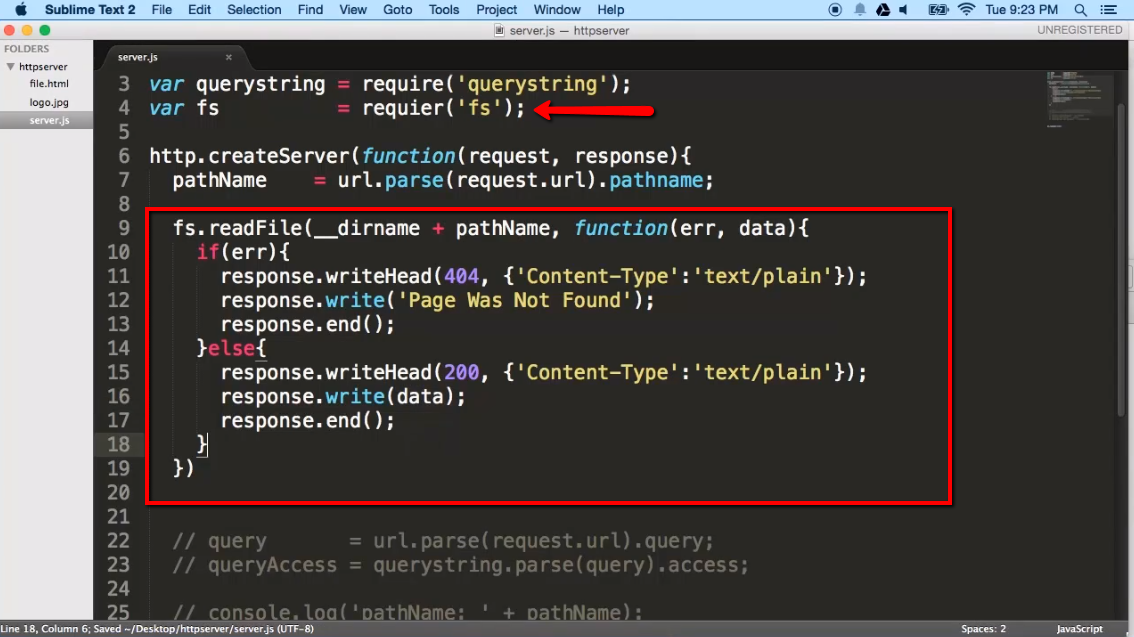 Sublime Text 2 File Edit Selection Find View Goto Tools Project Window Help Tue 9:23 PM
server.js — httpserver UNREGISTERED
FOLDERS
httpserver
file.html
logo.jpg
server.js
server.js ×
3 var querystring = require('querystring');
4 var fs = requier('fs');
5
6 http.createServer(function(request, response){
7 pathName = url.parse(request.url).pathname;
8
9 fs.readFile(__dirname + pathName, function(err, data){
10 if(err){
11 response.writeHead(404, {'Content-Type':'text/plain'});
12 response.write('Page Was Not Found');
13 response.end();
14 }else{
15 response.writeHead(200, {'Content-Type':'text/plain'});
16 response.write(data);
17 response.end();
18 }
19 })
20
21
22 // query = url.parse(request.url).query;
23 // queryAccess = querystring.parse(query).access;
24
25 // console.log('pathName: ' + pathName);
Line 18, Column 6; Saved ~/Desktop/httpserver/server.js (UTF-8) Spaces: 2 JavaScript